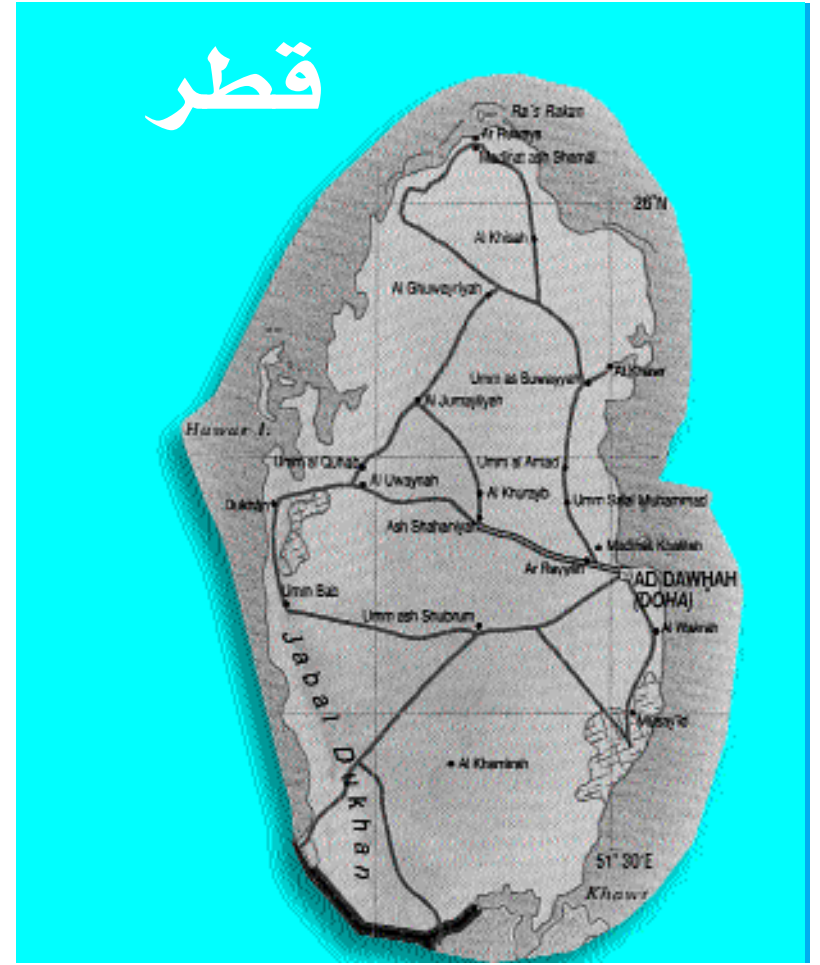 قطر
Ra's Rakan
Ar Ruways
Madinat ash Shamal
26°N
Al Khisah
Al Ghuwayriyah
Umm as Suwayyah
Al Khawr
Al Jumayliyah
Hawar I.
Umm al Quhab
Umm al Amad
Al Uwaynah
Al Khurayb
Dukhan
Umm Salal Muhammad
Ash Shahaniyah
Madinat Khalifah
Ar Rayyan
AD DAWḤAH
(DOHA)
Umm Bab
Umm ash Shubrum
Al Wakrah
Jabal Dukhan
Musay'id
Al Kharrarah
51° 30'E
Khawr